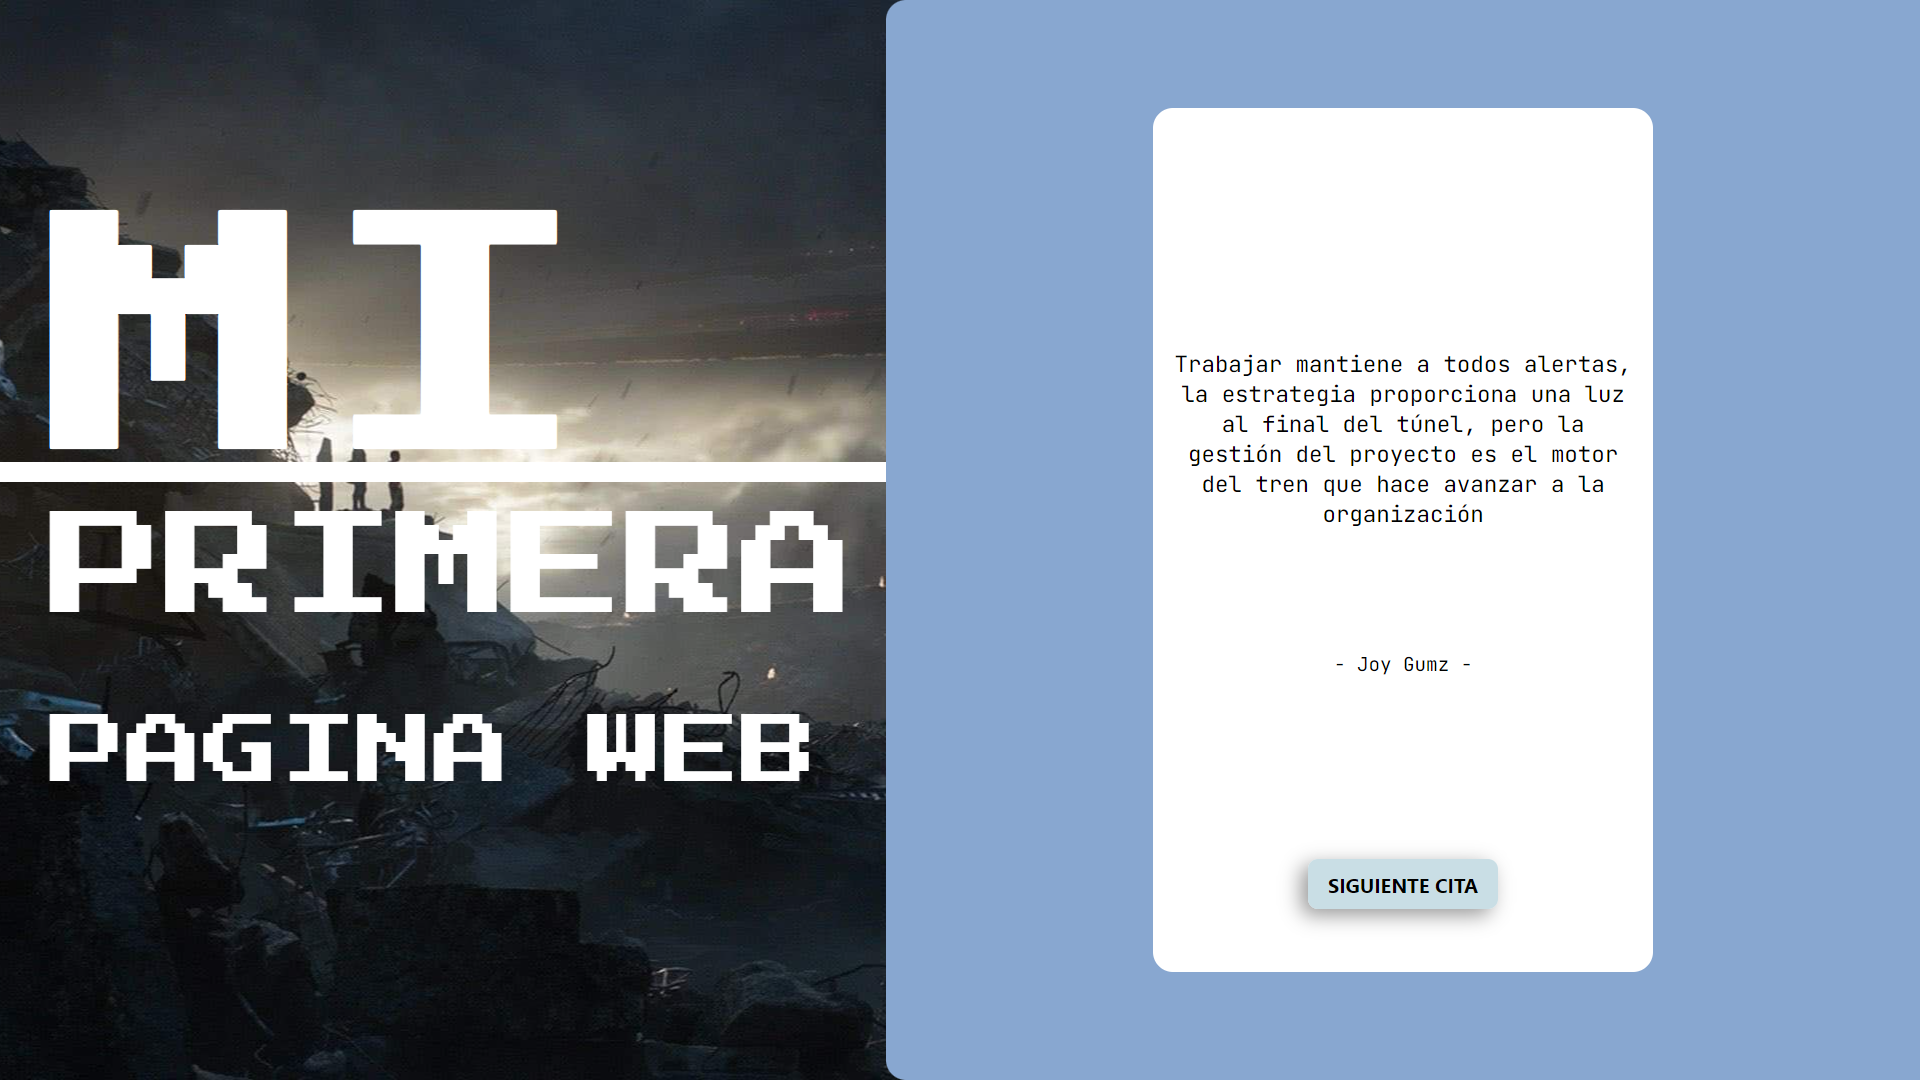 MI
PRIMERA
PAGINA WEB
Trabajar mantiene a todos alertas,
la estrategia proporciona una luz
al final del túnel, pero la
gestión del proyecto es el motor
del tren que hace avanzar a la
organización
- Joy Gumz -
SIGUIENTE CITA